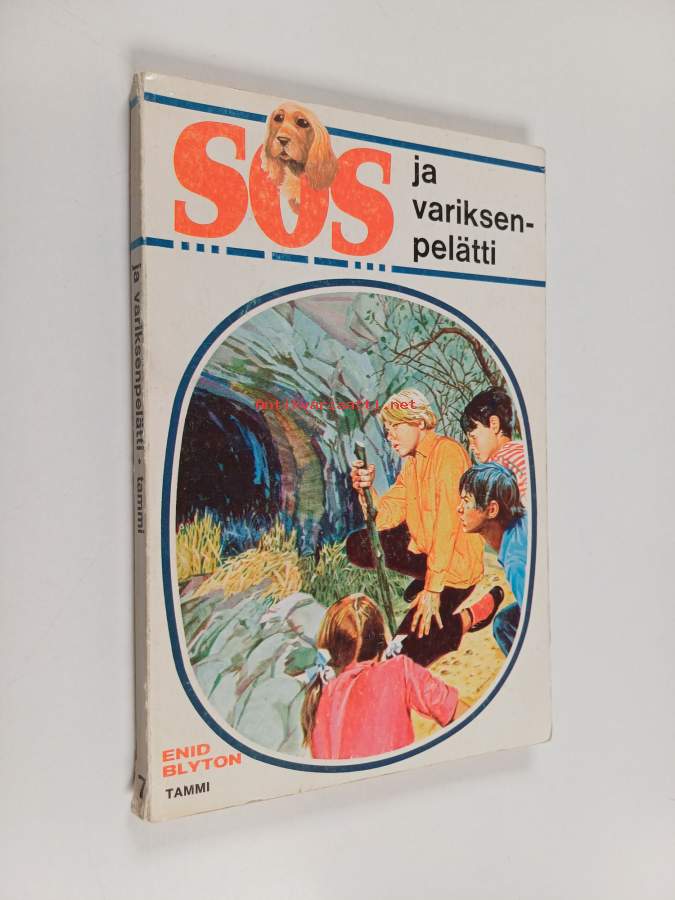 SOS
ja
variksen-
pelätti
ja variksenpelätti • tammi
Antikvariaatti.net
ENID
BLYTON
TAMMI
7